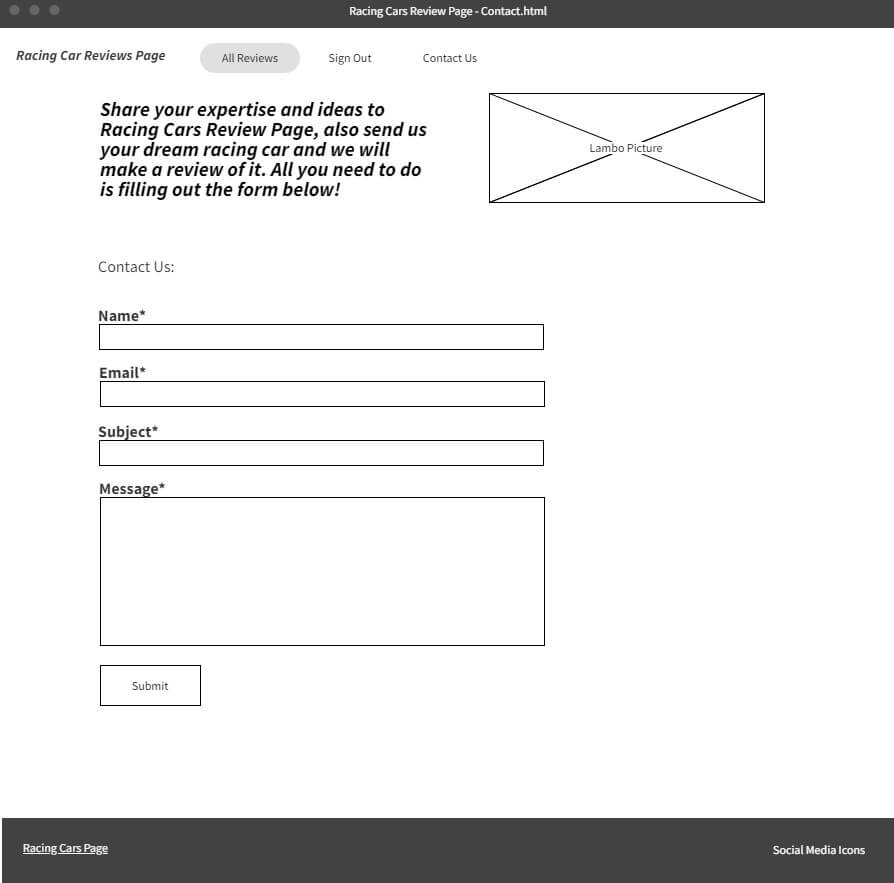 Racing Cars Review Page - Contact.html
Racing Car Reviews Page
All Reviews
Sign Out
Contact Us
Share your expertise and ideas to
Racing Cars Review Page, also send us
your dream racing car and we will
make a review of it. All you need to do
is filling out the form below!
Lambo Picture
Contact Us:
Name*
Email*
Subject*
Message*
Submit
Racing Cars Page
Social Media Icons